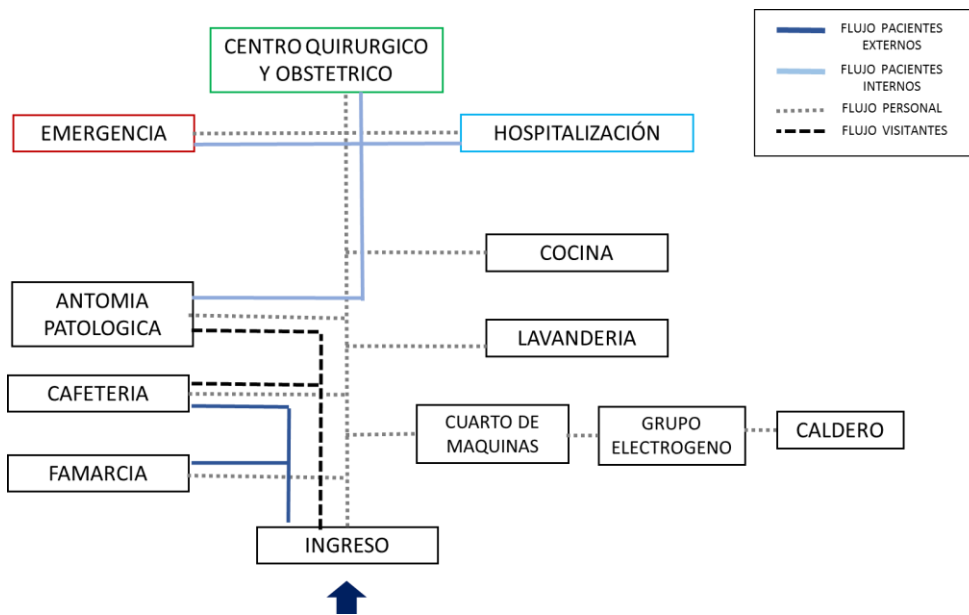 CENTRO QUIRURGICO
Y OBSTETRICO
FLUJO PACIENTES
EXTERNOS
FLUJO PACIENTES
INTERNOS
FLUJO PERSONAL
FLUJO VISITANTES
EMERGENCIA
HOSPITALIZACIÓN
COCINA
ANTOMIA
PATOLOGICA
LAVANDERIA
CAFETERIA
CUARTO DE
MAQUINAS
GRUPO
ELECTROGENO
CALDERO
FAMARCIA
INGRESO